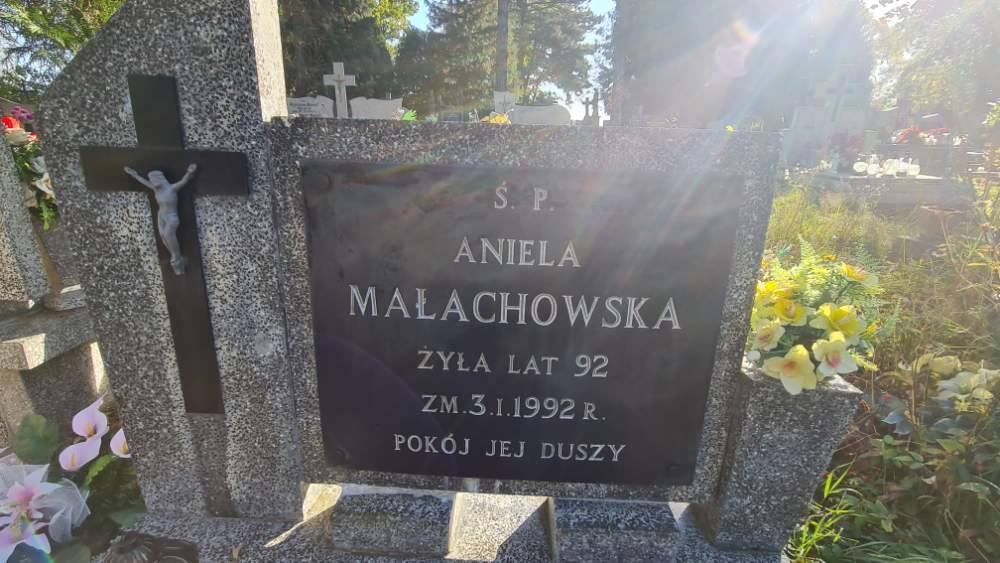 Ś. P.
ANIELA
MAŁACHOWSKA
ŻYŁA LAT 92
ZM. 3.I.1992 R.
POKÓJ JEJ DUSZY